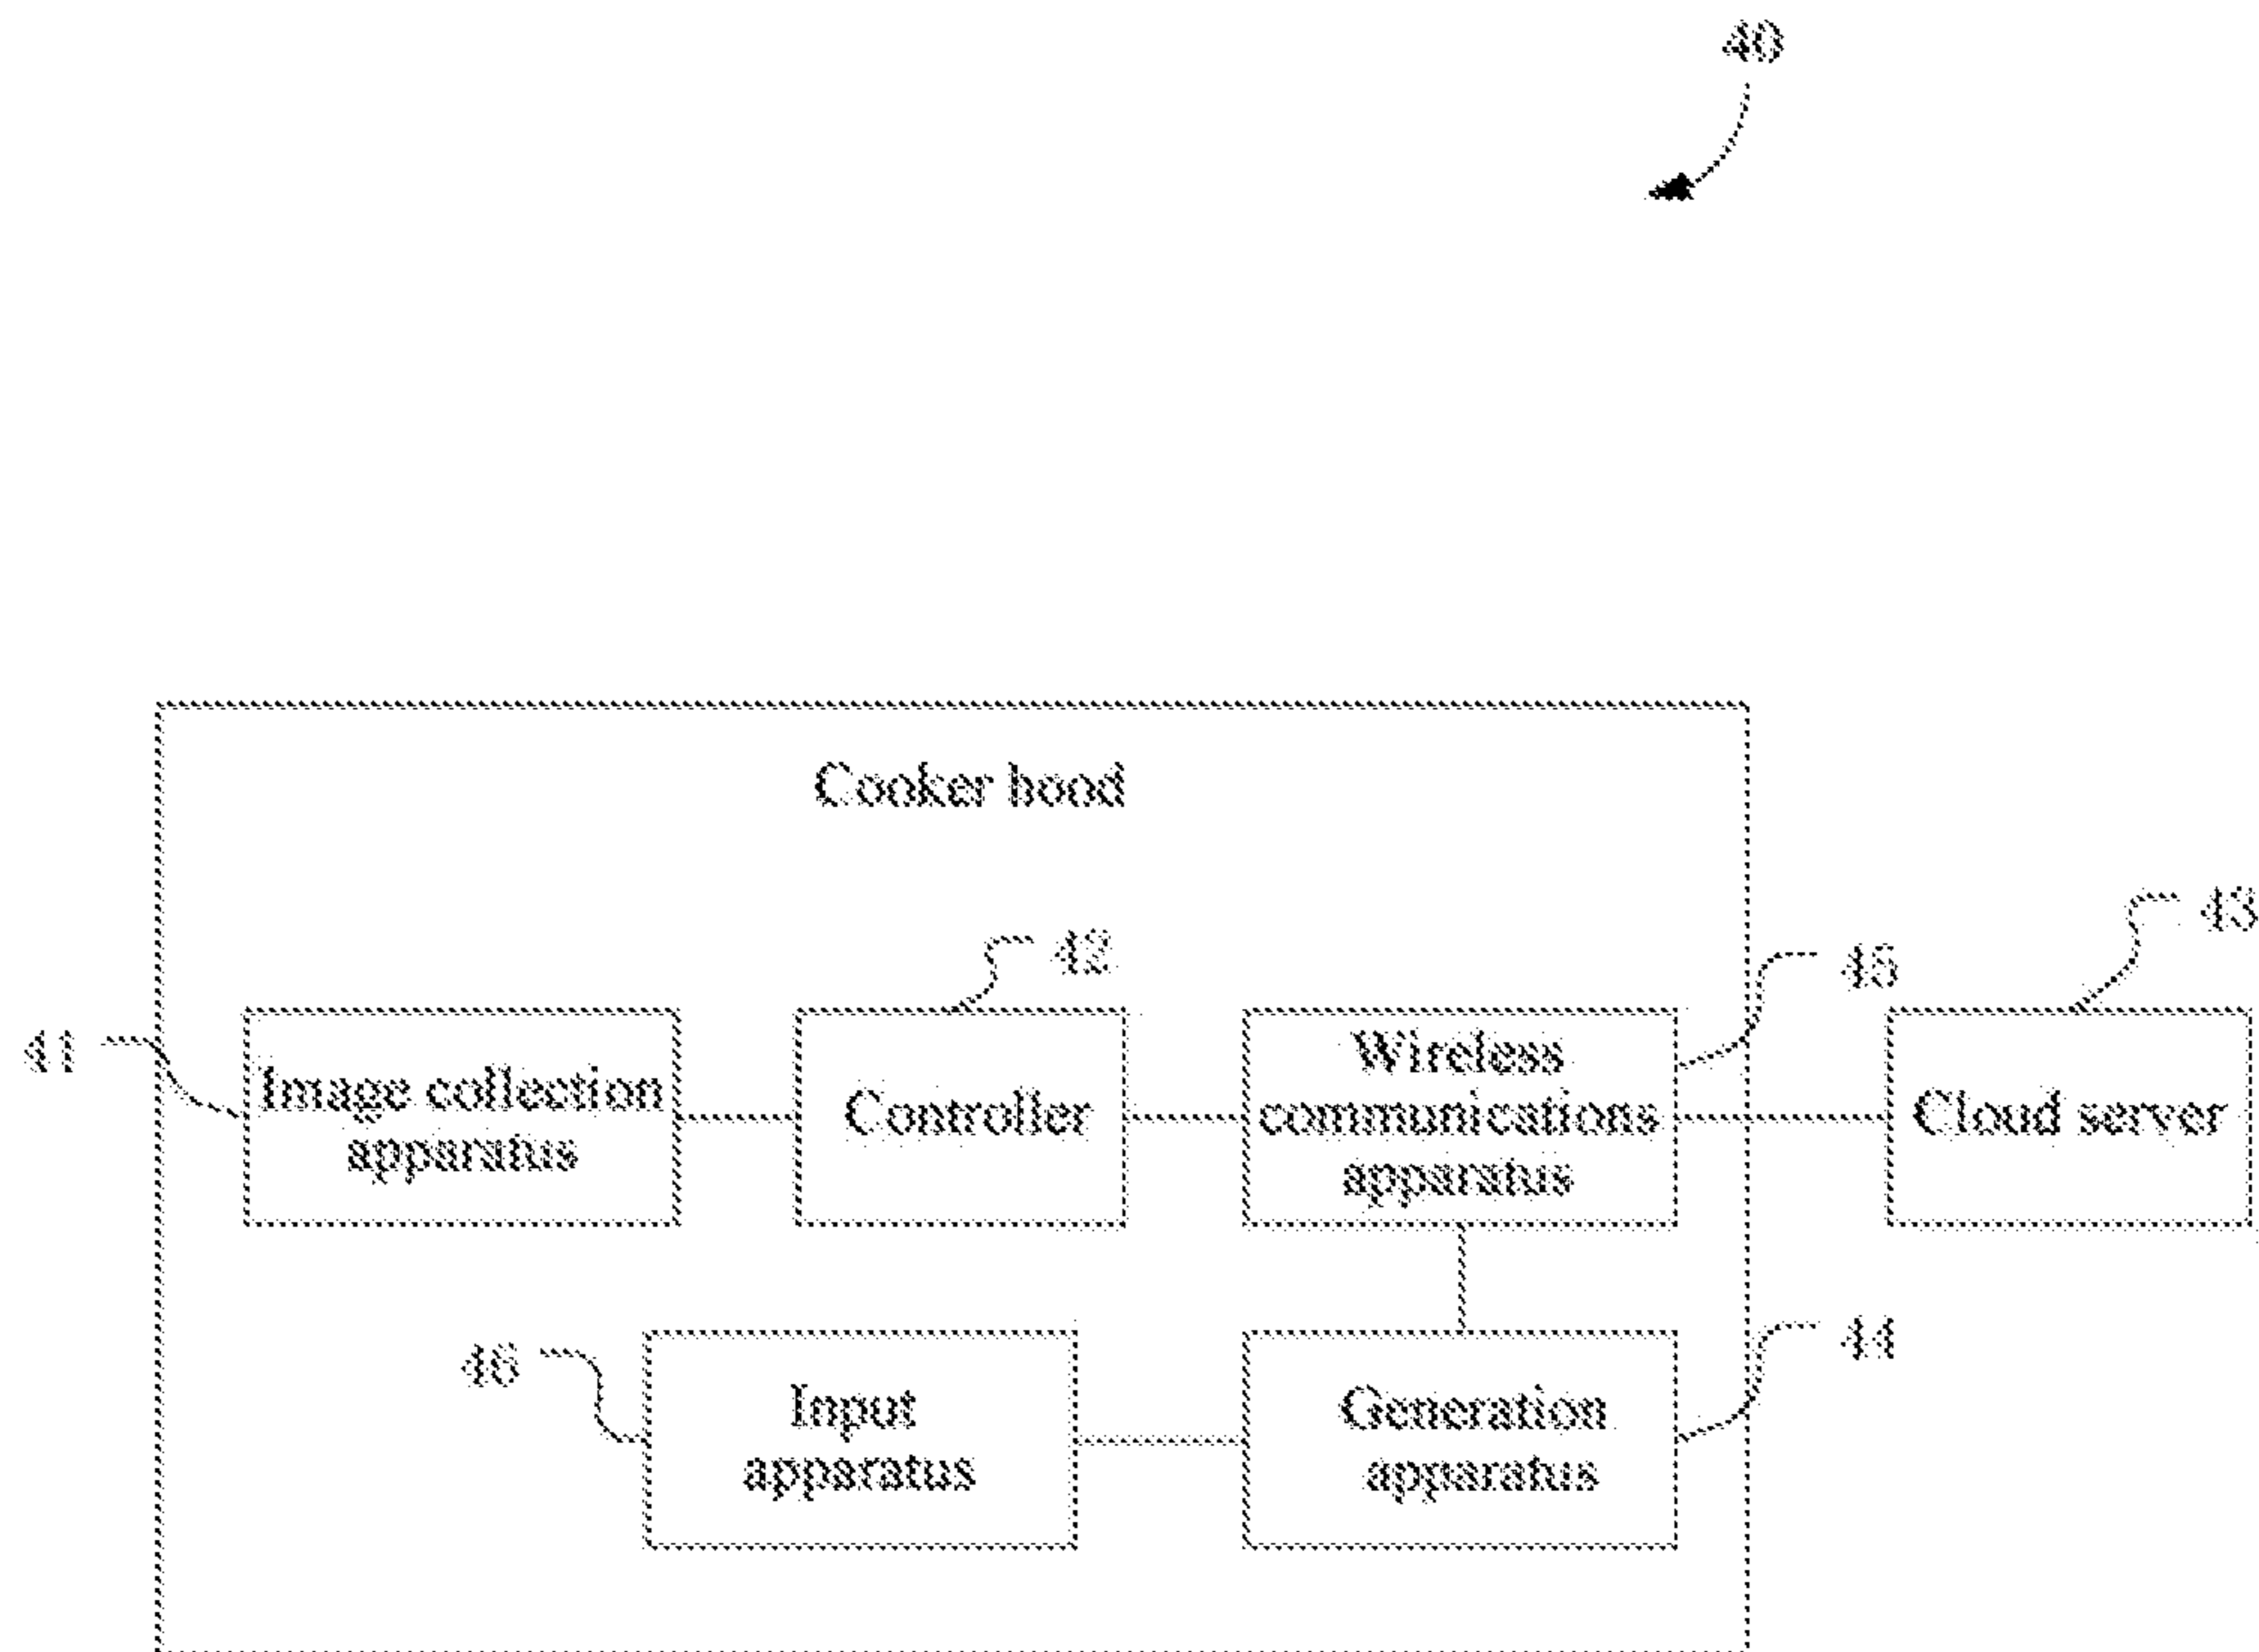 40
Cooker hood
43
42
45
41
Image collection
apparatus
Controller
Wireless
communications
apparatus
Cloud server
46
44
Input
apparatus
Generation
apparatus